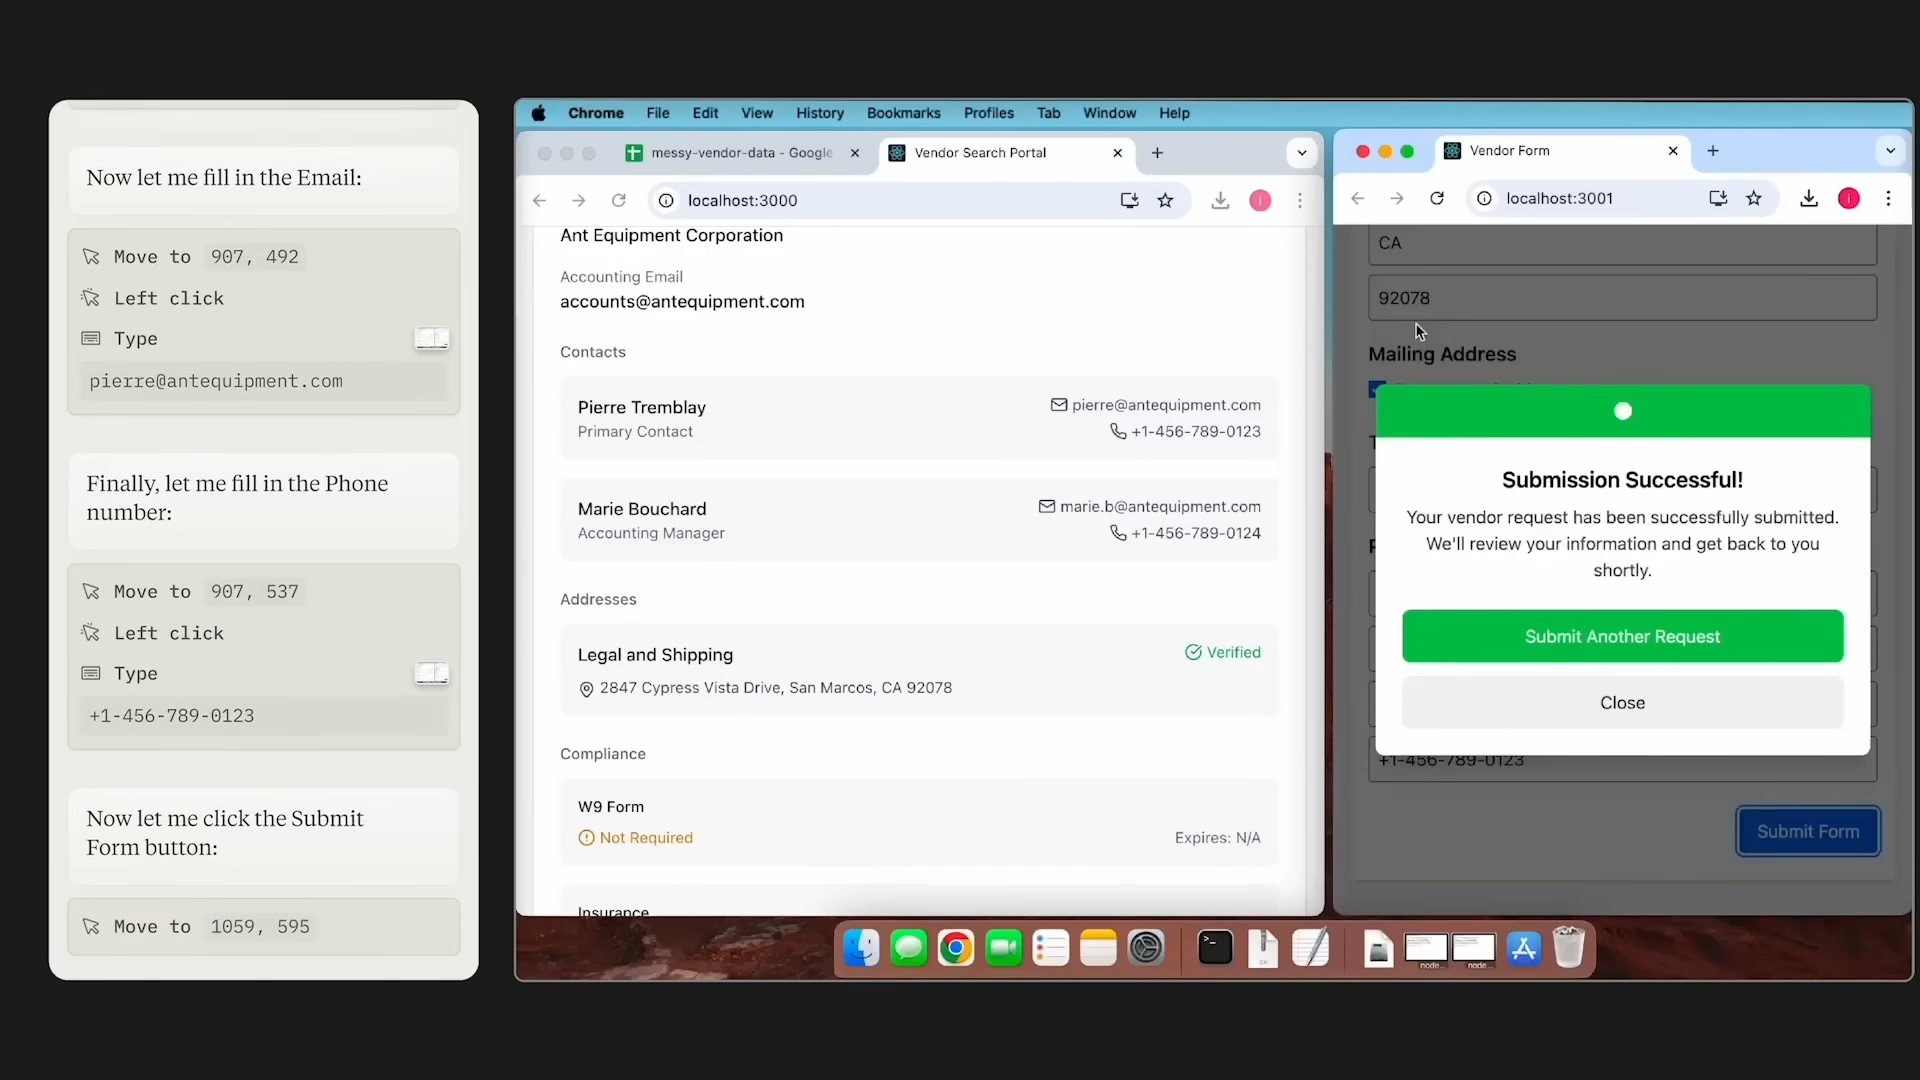 Now let me fill in the Email:
Move to 907, 492
Left click
Type
pierre@antequipment.com
Finally, let me fill in the Phone
number:
Move to 907, 537
Left click
Type
+1-456-789-0123
Now let me click the Submit
Form button:
Move to 1059, 595
Chrome File Edit View History Bookmarks Profiles Tab Window Help
messy-vendor-data - Google
Vendor Search Portal
localhost:3000
Ant Equipment Corporation
Accounting Email
accounts@antequipment.com
Contacts
Pierre Tremblay
pierre@antequipment.com
Primary Contact
+1-456-789-0123
Marie Bouchard
marie.b@antequipment.com
Accounting Manager
+1-456-789-0124
Addresses
Legal and Shipping
Verified
2847 Cypress Vista Drive, San Marcos, CA 92078
Compliance
W9 Form
Not Required
Expires: N/A
Insurance
Vendor Form
localhost:3001
CA
92078
Mailing Address
Submission Successful!
Your vendor request has been successfully submitted.
We'll review your information and get back to you
shortly.
Submit Another Request
Close
+1-456-789-0123
Submit Form
node
node